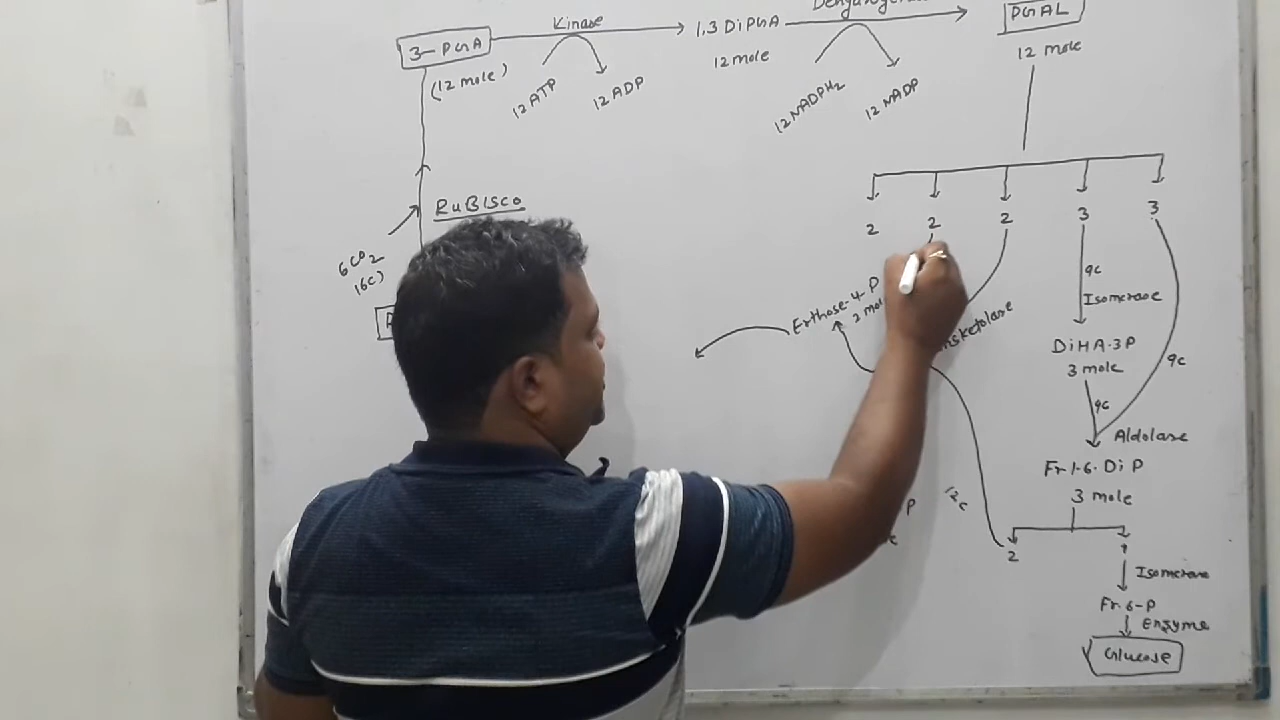 Kinase
3-PGA
1.3 DiPGA
PGAL
(12 mole)
12 mole
12 mole
12 ATP
12 ADP
12 NADPH2
12 NADP
RuBISCO
6CO2
(6C)
2
2
2
3
3
9c
Isomerase
Erthose-4-P
DiHA-3P
3 mole
9c
9c
Aldolase
Fr.1-6.DiP
3 mole
12c
P
2
Isomerase
Fr.6-P
Enzyme
Glucose